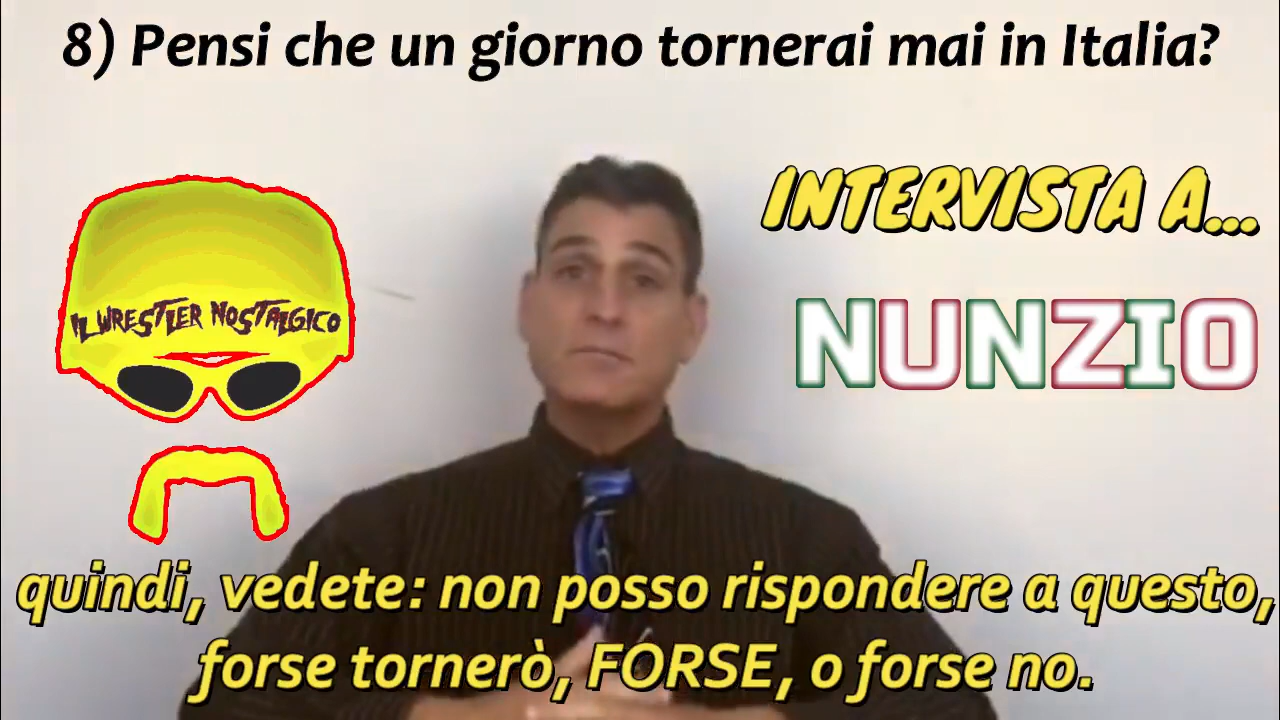 8) Pensi che un giorno tornerai mai in Italia?
INTERVISTA A...
IL WRESTLER NOSTALGICO
NUNZIO
quindi, vedete: non posso rispondere a questo,
forse tornerò, FORSE, o forse no.